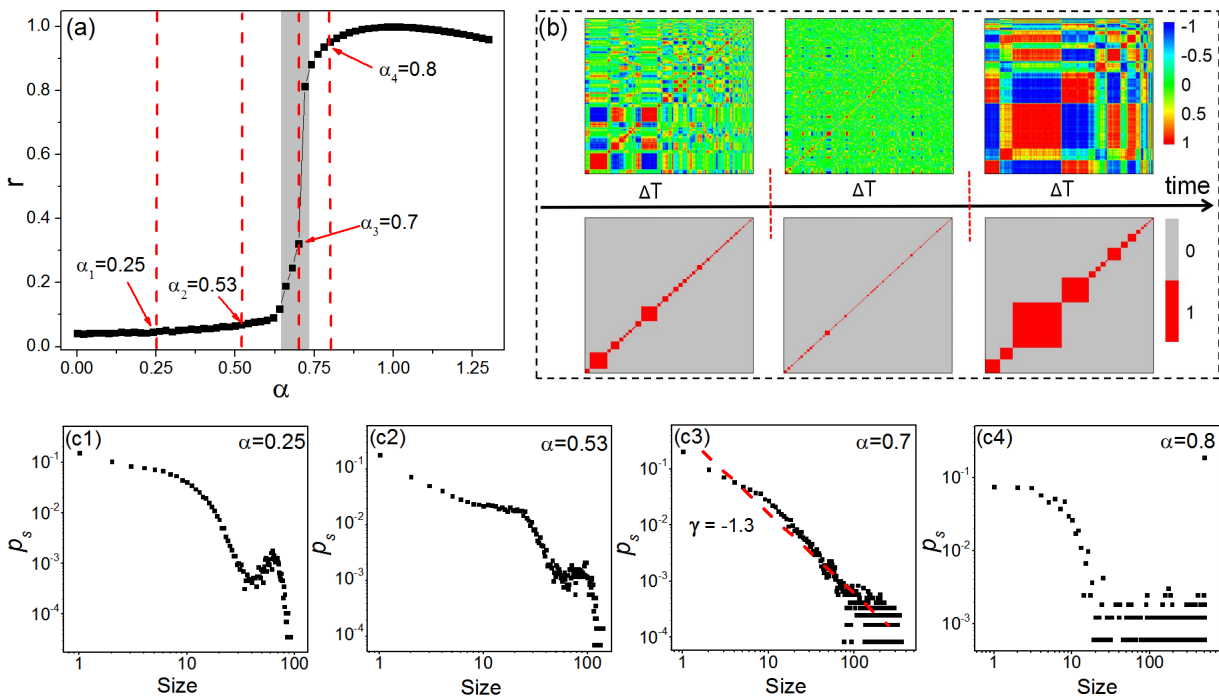 (a)
1.0
0.8
0.6
0.4
0.2
0.0
r
α₄=0.8
α₃=0.7
α₁=0.25
α₂=0.53
0.00 0.25 0.50 0.75 1.00 1.25
α
(b)
-1
-0.5
0
0.5
1
ΔT ΔT ΔT time
0
1
(c1) α=0.25
10⁻¹
10⁻²
10⁻³
10⁻⁴
pₛ
1 10 100
Size
(c2) α=0.53
10⁻¹
10⁻²
10⁻³
10⁻⁴
pₛ
1 10 100
Size
(c3) α=0.7
10⁻¹
10⁻²
10⁻³
10⁻⁴
pₛ
γ = -1.3
1 10 100
Size
(c4) α=0.8
10⁻¹
10⁻²
10⁻³
pₛ
1 10 100
Size